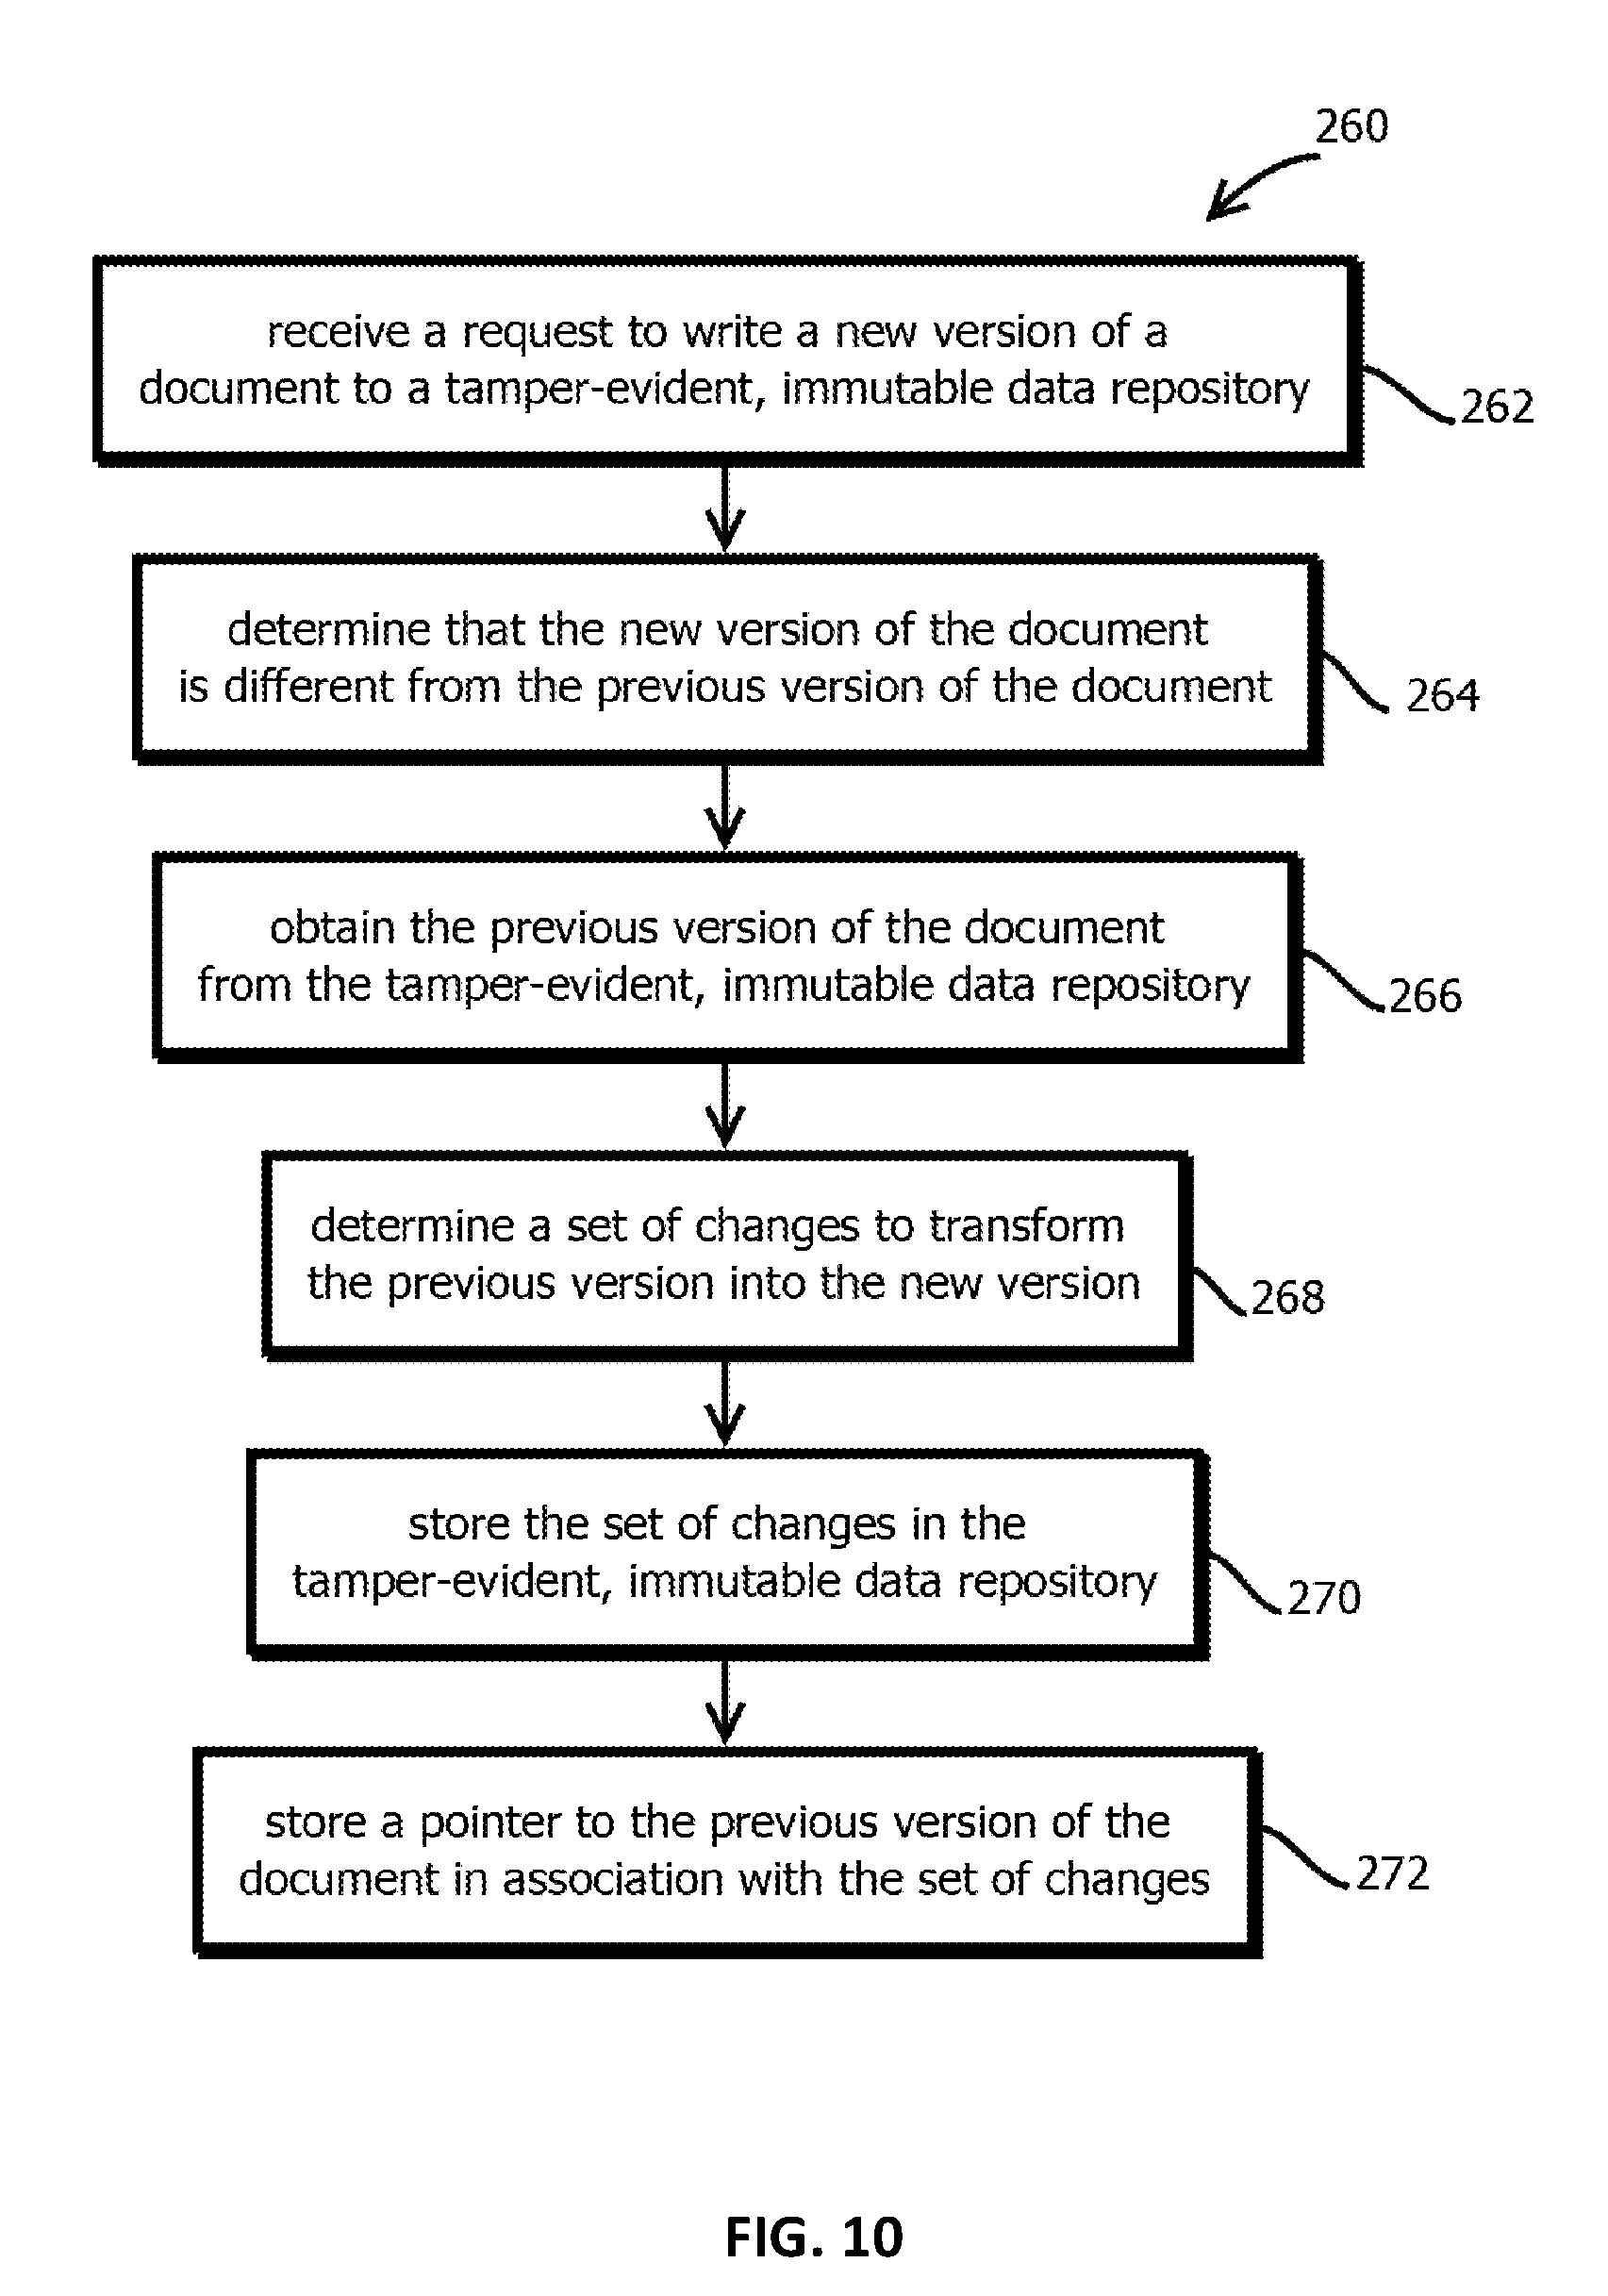 260
receive a request to write a new version of a
document to a tamper-evident, immutable data repository
262
determine that the new version of the document
is different from the previous version of the document
264
obtain the previous version of the document
from the tamper-evident, immutable data repository
266
determine a set of changes to transform
the previous version into the new version
268
store the set of changes in the
tamper-evident, immutable data repository
270
store a pointer to the previous version of the
document in association with the set of changes
272
FIG. 10